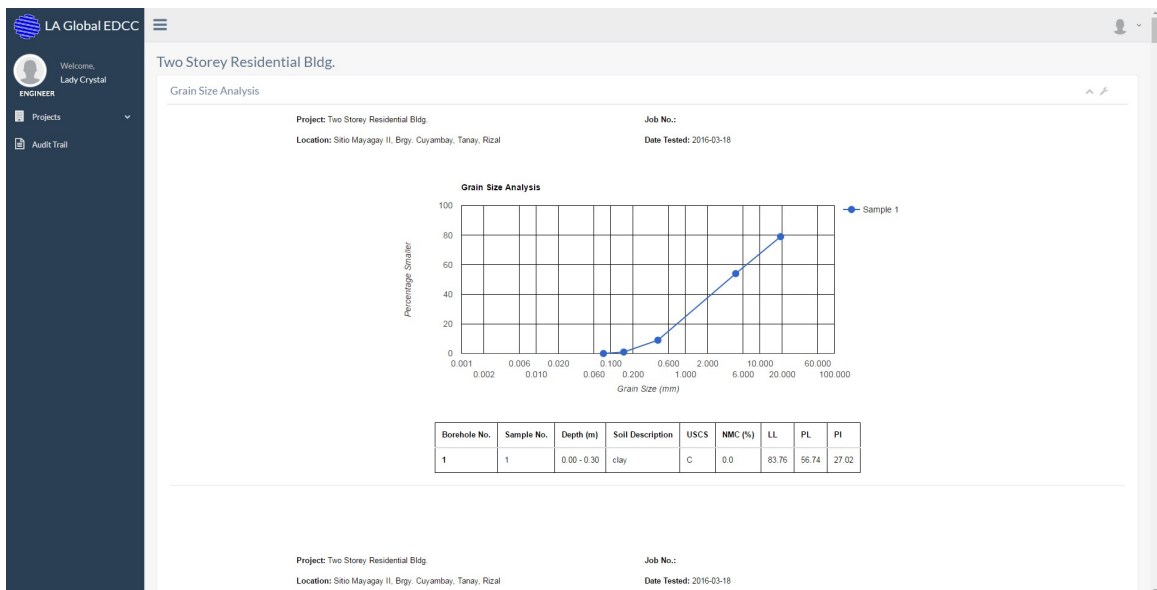 LA Global EDCC
Welcome,
Lady Crystal
ENGINEER
Projects
Audit Trail
Two Storey Residential Bldg.
Grain Size Analysis
Project: Two Storey Residential Bldg. Job No.:
Location: Sitio Mayagay II, Brgy. Cuyambay, Tanay, Rizal Date Tested: 2016-03-18
Grain Size Analysis
Sample 1
Percentage Smaller
100
80
60
40
20
0
0.001 0.006 0.020 0.100 0.600 2.000 10.000 60.000
0.002 0.010 0.060 0.200 1.000 6.000 20.000 100.000
Grain Size (mm)
Borehole No. Sample No. Depth (m) Soil Description USCS NMC (%) LL PL PI
1 1 0.00 - 0.30 clay C 0.0 83.76 56.74 27.02
Project: Two Storey Residential Bldg. Job No.:
Location: Sitio Mayagay II, Brgy. Cuyambay, Tanay, Rizal Date Tested: 2016-03-18